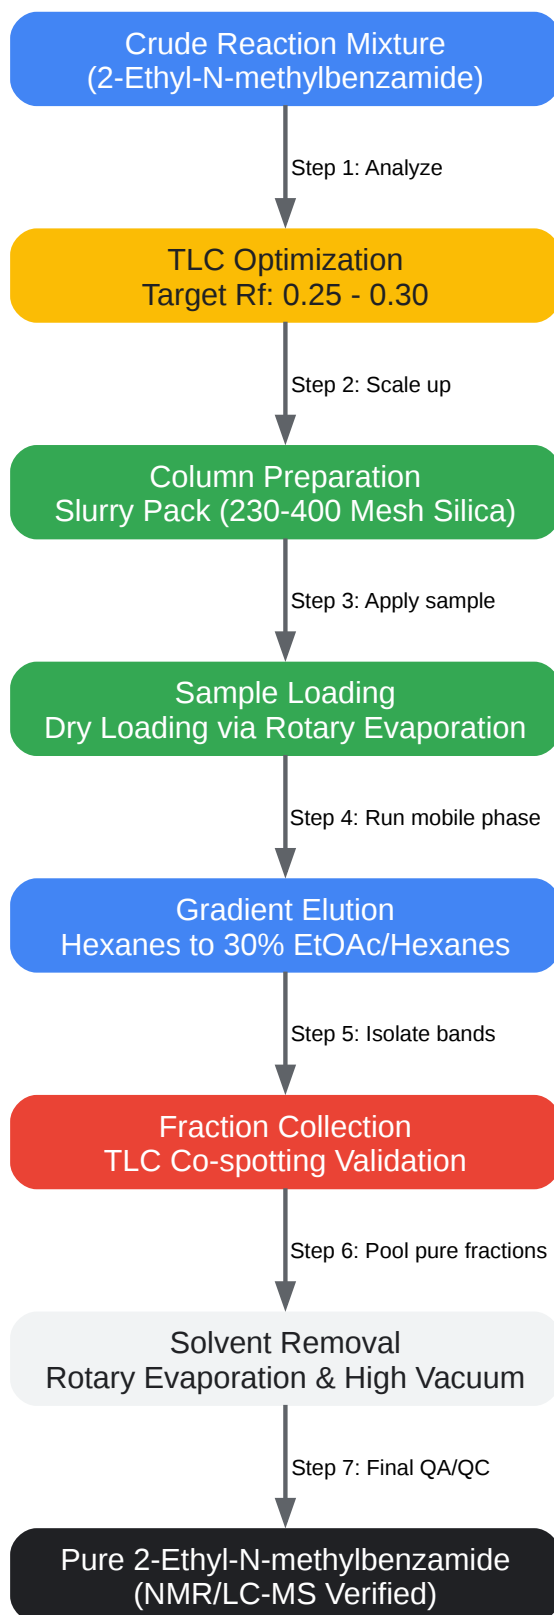 Crude Reaction Mixture
(2-Ethyl-N-methylbenzamide)
Step 1: Analyze
TLC Optimization
Target Rf: 0.25 - 0.30
Step 2: Scale up
Column Preparation
Slurry Pack (230-400 Mesh Silica)
Step 3: Apply sample
Sample Loading
Dry Loading via Rotary Evaporation
Step 4: Run mobile phase
Gradient Elution
Hexanes to 30% EtOAc/Hexanes
Step 5: Isolate bands
Fraction Collection
TLC Co-spotting Validation
Step 6: Pool pure fractions
Solvent Removal
Rotary Evaporation & High Vacuum
Step 7: Final QA/QC
Pure 2-Ethyl-N-methylbenzamide
(NMR/LC-MS Verified)